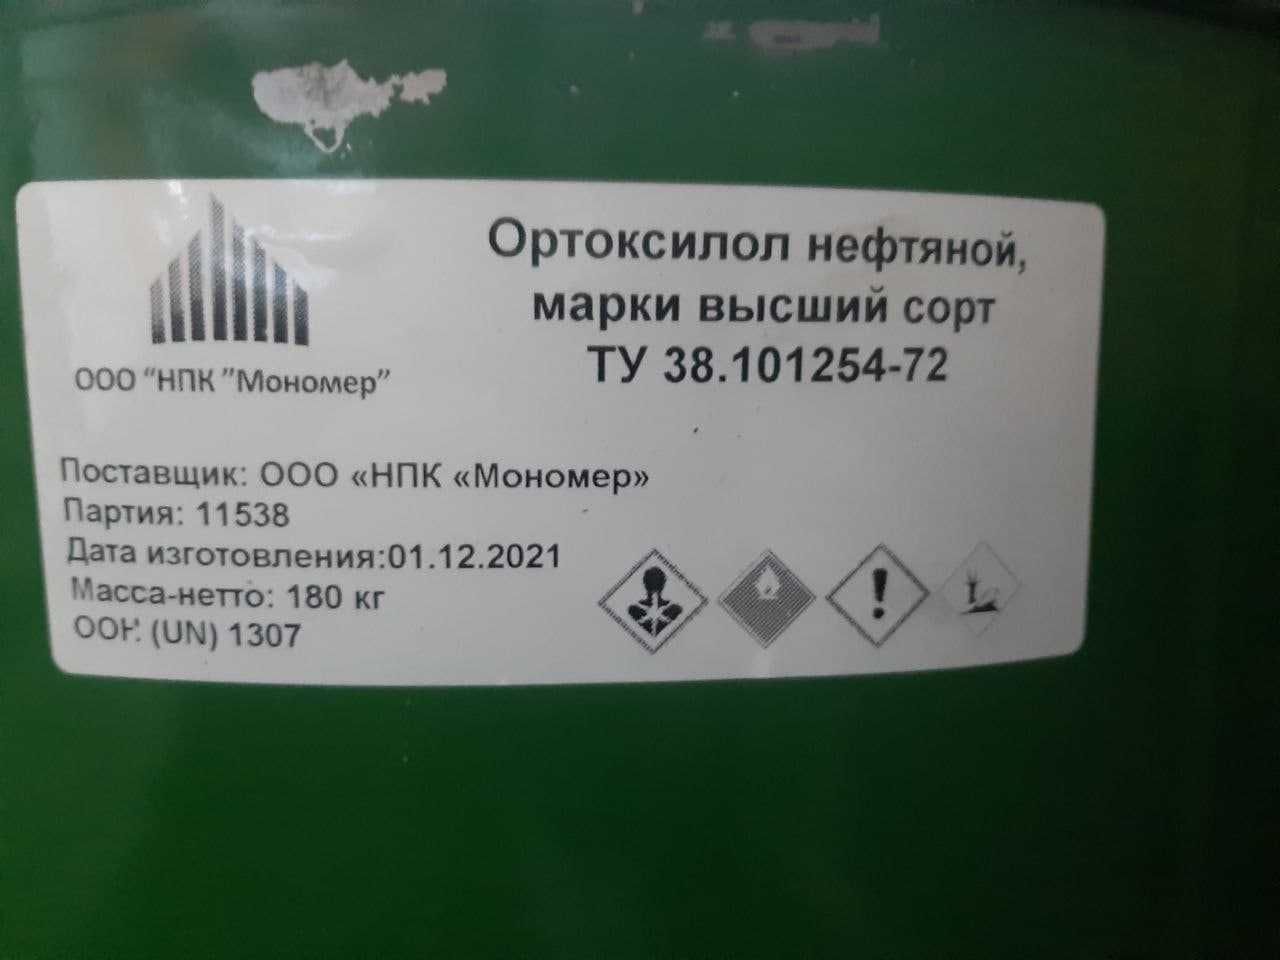 Ортоксилол нефтяной,
марки высший сорт
ТУ 38.101254-72
ООО "НПК "Мономер"
Поставщик: ООО «НПК «Мономер»
Партия: 11538
Дата изготовления:01.12.2021
Масса-нетто: 180 кг
ООН: (UN) 1307